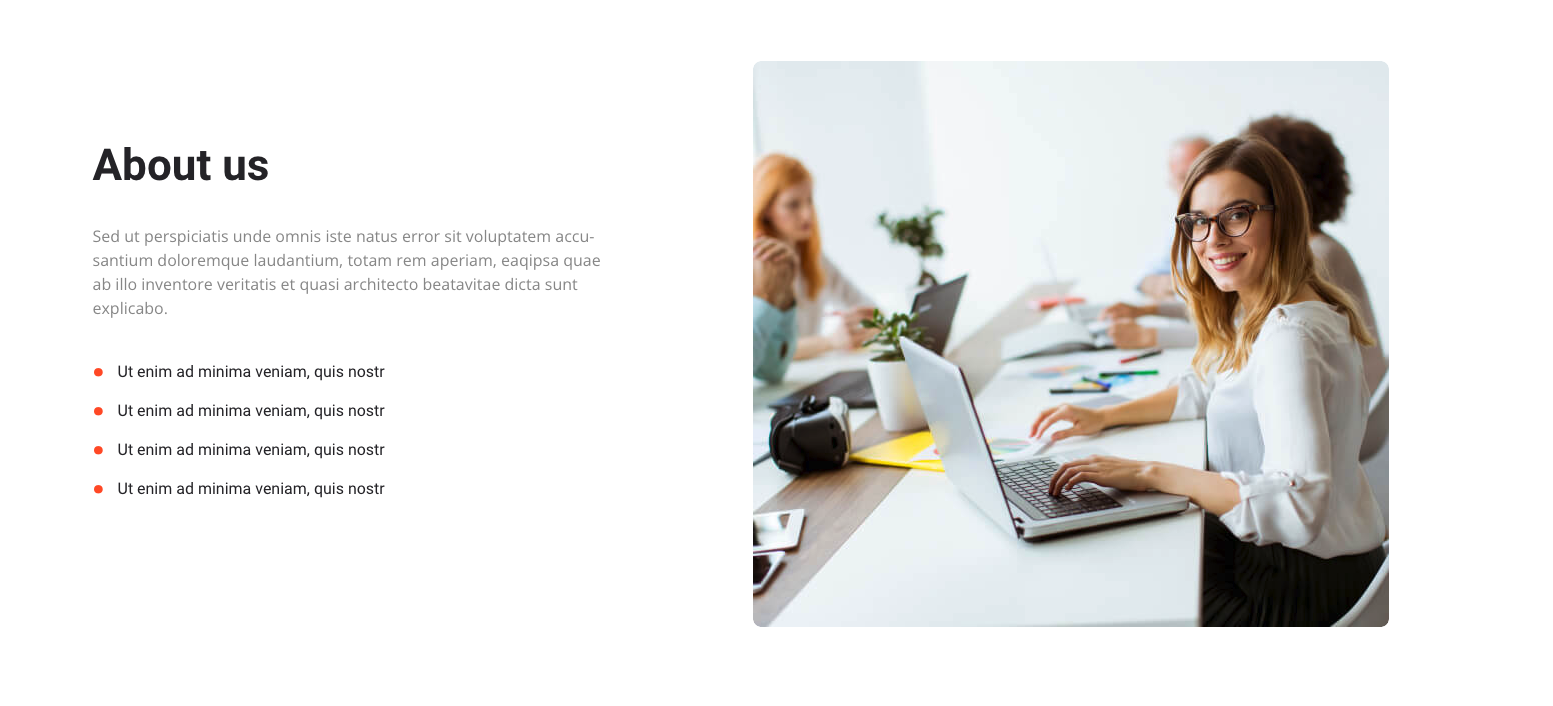 About us
Sed ut perspiciatis unde omnis iste natus error sit voluptatem accu-
santium doloremque laudantium, totam rem aperiam, eaqipsa quae
ab illo inventore veritatis et quasi architecto beatavitae dicta sunt
explicabo.
Ut enim ad minima veniam, quis nostr
Ut enim ad minima veniam, quis nostr
Ut enim ad minima veniam, quis nostr
Ut enim ad minima veniam, quis nostr